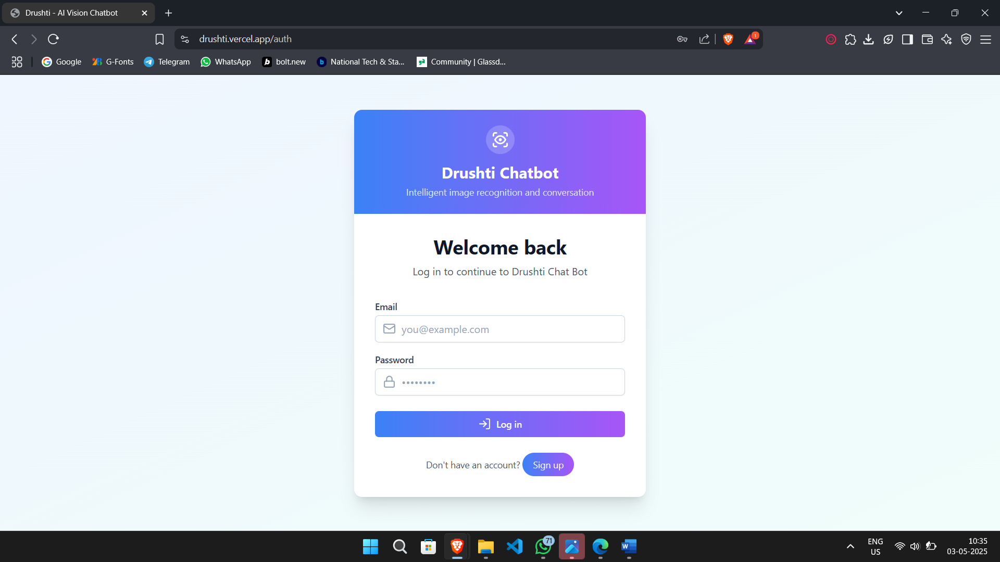 Drushti - AI Vision Chatbot
drushti.vercel.app/auth
1
Google
G-Fonts
Telegram
WhatsApp
bolt.new
National Tech & Sta...
Community | Glassd...
Drushti Chatbot
Intelligent image recognition and conversation
Welcome back
Log in to continue to Drushti Chat Bot
Email
you@example.com
Password
••••••••
Log in
Don't have an account? Sign up
71
ENG
US
10:35
03-05-2025